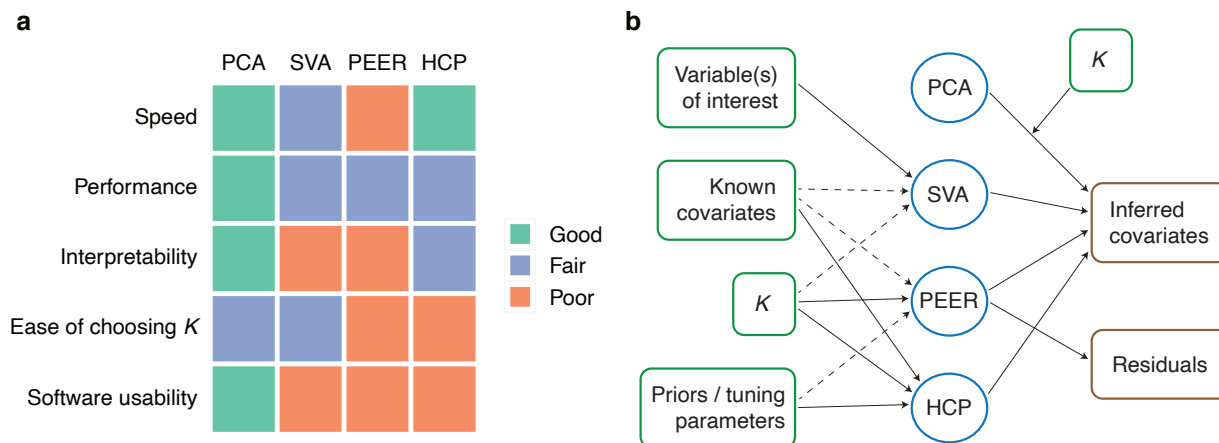 a
PCA SVA PEER HCP
Speed
Performance
Interpretability
Ease of choosing K
Software usability
Good
Fair
Poor
b
Variable(s)
of interest
Known
covariates
K
Priors / tuning
parameters
PCA
SVA
PEER
HCP
K
Inferred
covariates
Residuals